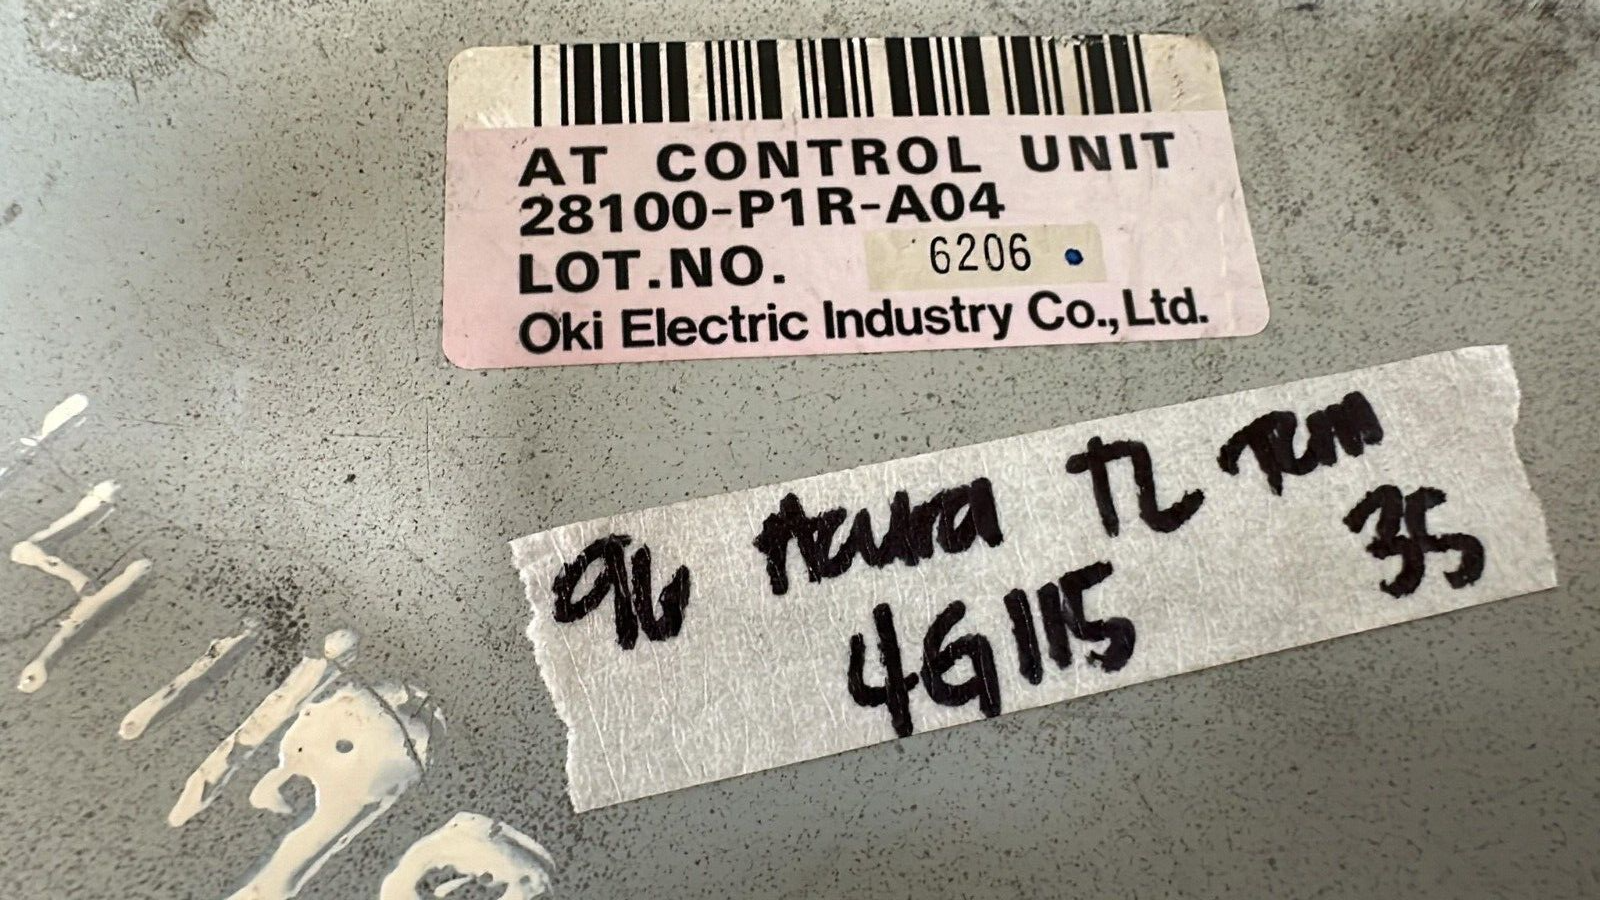 AT CONTROL UNIT
28100-P1R-A04
LOT.NO. 6206
Oki Electric Industry Co., Ltd.
96 Acura TL TCM
35
4G115